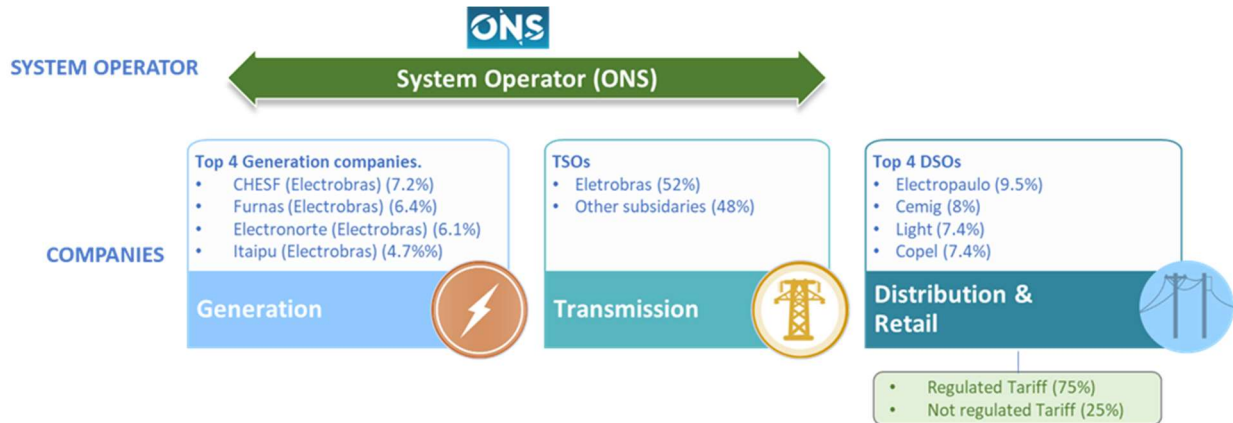 ONS
SYSTEM OPERATOR
System Operator (ONS)
COMPANIES
Top 4 Generation companies.
• CHESF (Electrobras) (7.2%)
• Furnas (Electrobras) (6.4%)
• Electronorte (Electrobras) (6.1%)
• Itaipu (Electrobras) (4.7%%)
Generation
TSOs
• Eletrobras (52%)
• Other subsidaries (48%)
Transmission
Top 4 DSOs
• Electropaulo (9.5%)
• Cemig (8%)
• Light (7.4%)
• Copel (7.4%)
Distribution &
Retail
• Regulated Tariff (75%)
• Not regulated Tariff (25%)